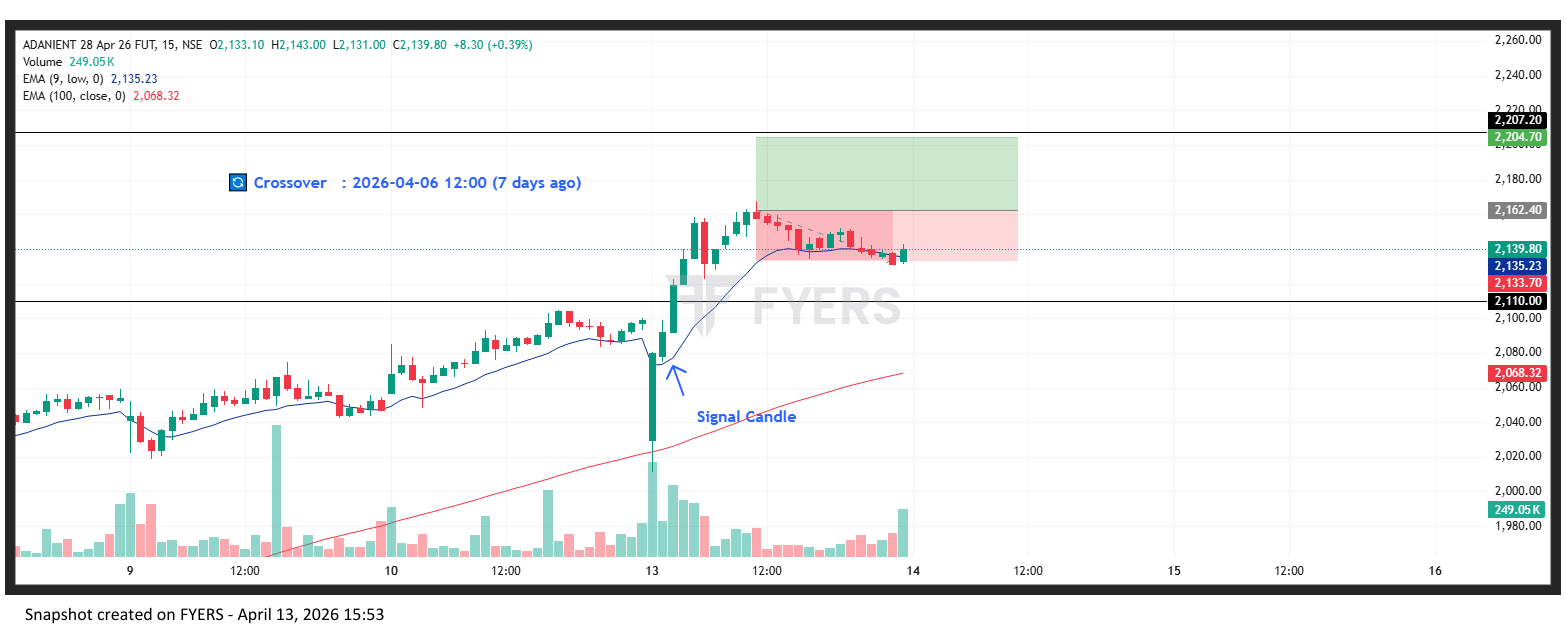 ADANIENT 28 Apr 26 FUT, 15, NSE O2,133.10 H2,143.00 L2,131.00 C2,139.80 +8.30 (+0.39%)
Volume 249.05K
EMA (9, low, 0) 2,135.23
EMA (100, close, 0) 2,068.32
Crossover : 2026-04-06 12:00 (7 days ago)
FYERS
Signal Candle
2,260.00
2,240.00
2,220.00
2,207.20
2,204.70
2,200.00
2,180.00
2,162.40
2,139.80
2,135.23
2,133.70
2,110.00
2,100.00
2,080.00
2,068.32
2,060.00
2,040.00
2,020.00
2,000.00
249.05K
1,980.00
9 12:00 10 12:00 13 12:00 14 12:00 15 12:00 16
Snapshot created on FYERS - April 13, 2026 15:53